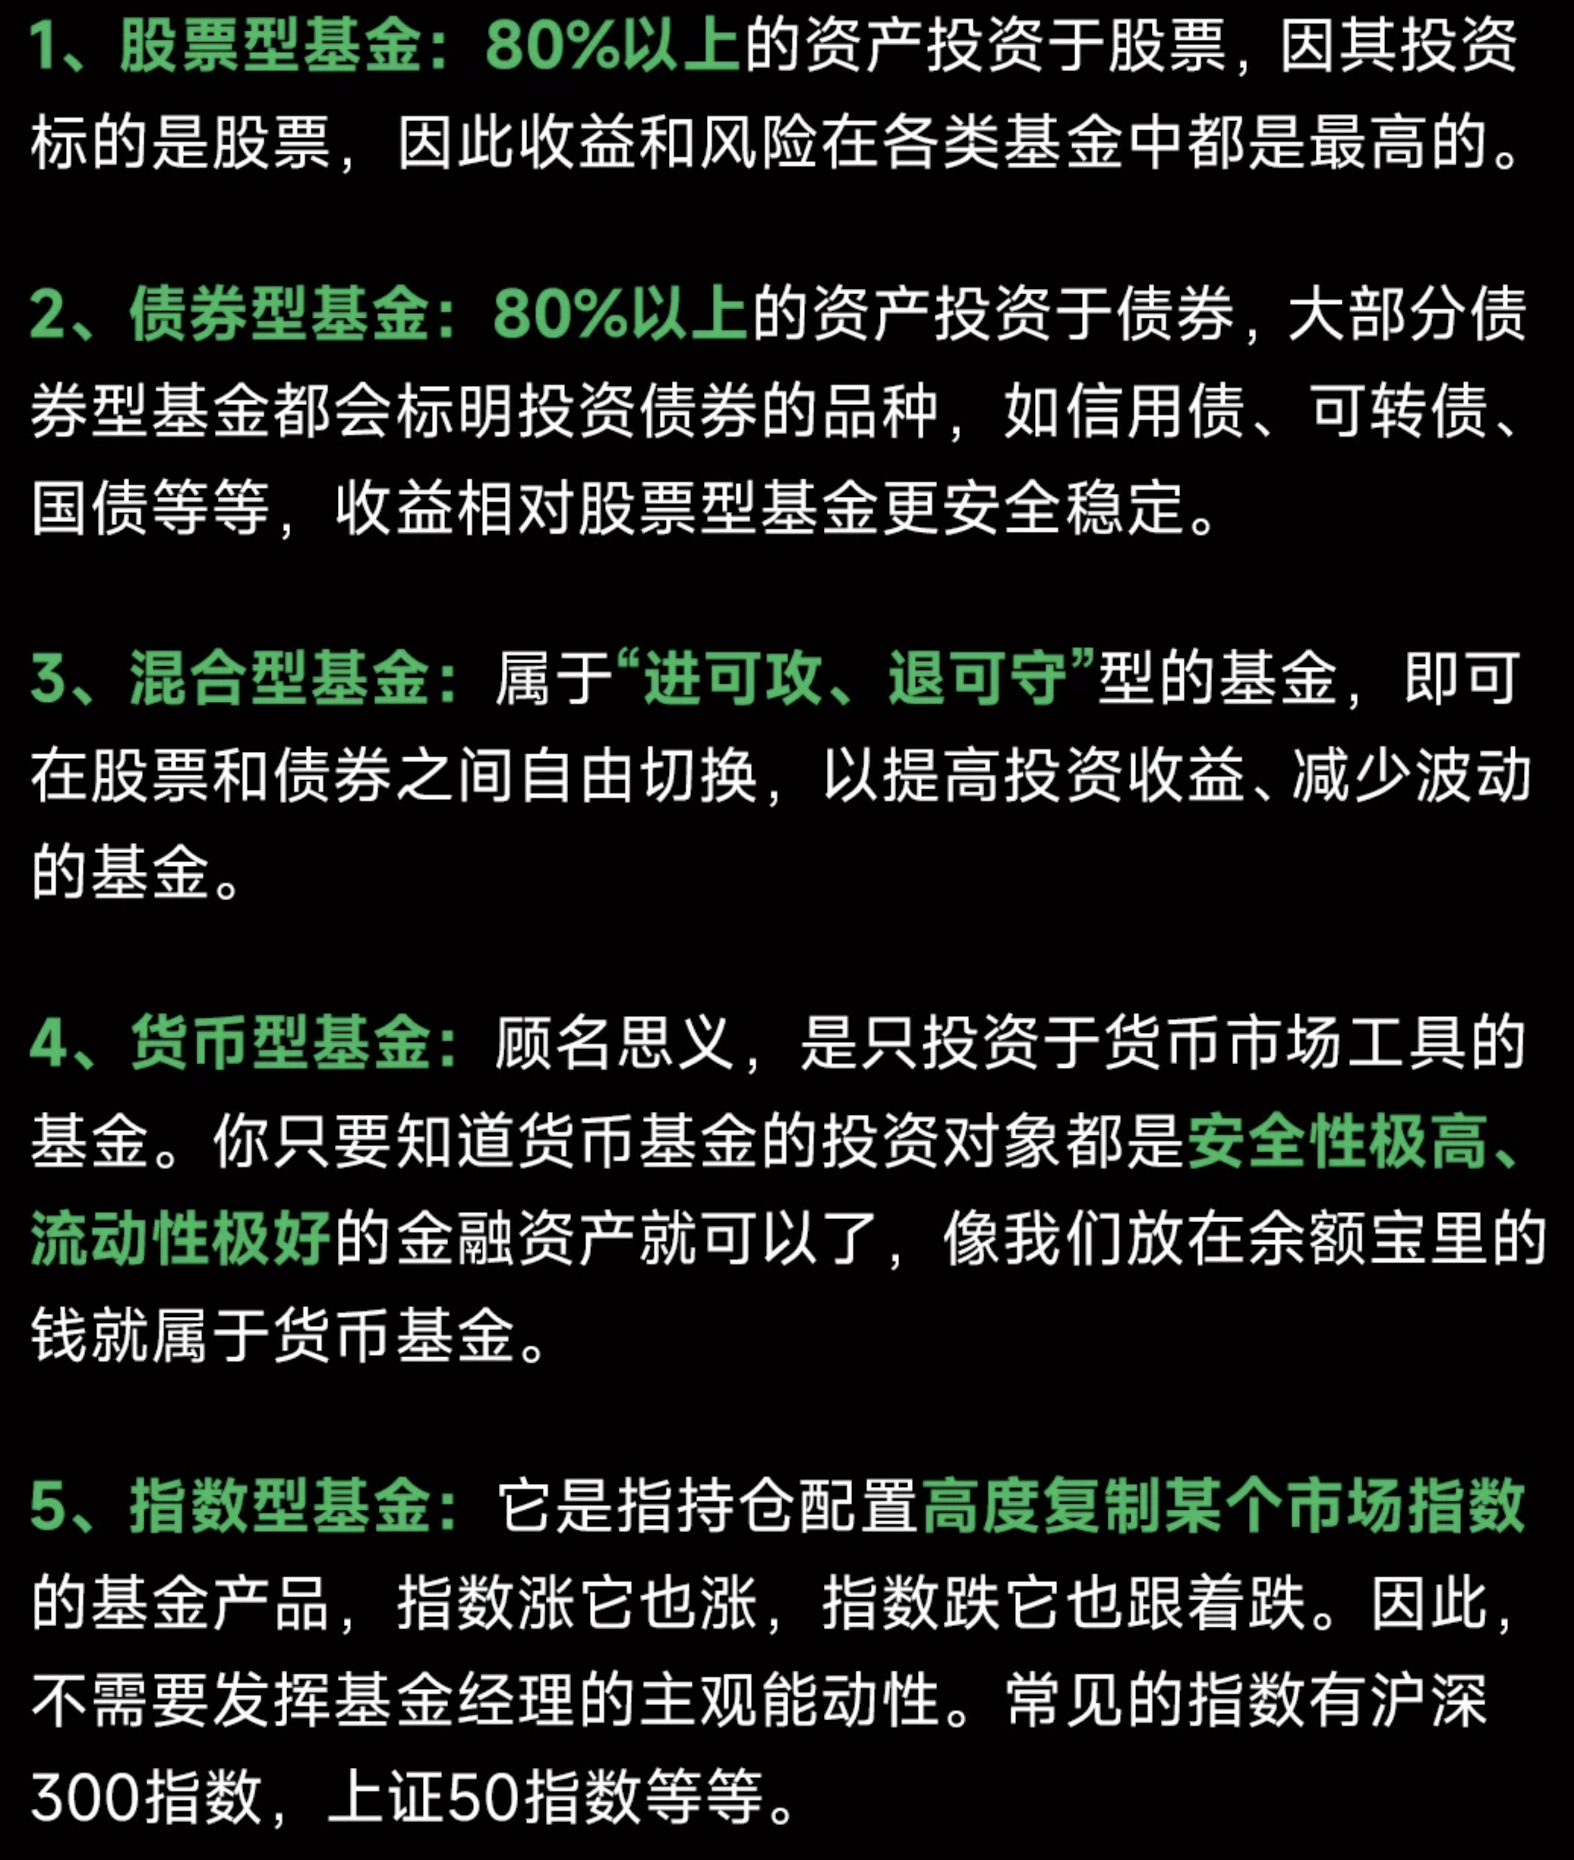 1、股票型基金：80%以上的资产投资于股票，因其投资
标的是股票，因此收益和风险在各类基金中都是最高的。
2、债券型基金：80%以上的资产投资于债券，大部分债
券型基金都会标明投资债券的品种，如信用债、可转债、
国债等等，收益相对股票型基金更安全稳定。
3、混合型基金：属于“进可攻、退可守”型的基金，即可
在股票和债券之间自由切换，以提高投资收益、减少波动
的基金。
4、货币型基金：顾名思义，是只投资于货币市场工具的
基金。你只要知道货币基金的投资对象都是安全性极高、
流动性极好的金融资产就可以了，像我们放在余额宝里的
钱就属于货币基金。
5、指数型基金：它是指持仓配置高度复制某个市场指数
的基金产品，指数涨它也涨，指数跌它也跟着跌。因此，
不需要发挥基金经理的主观能动性。常见的指数有沪深
300指数，上证50指数等等。